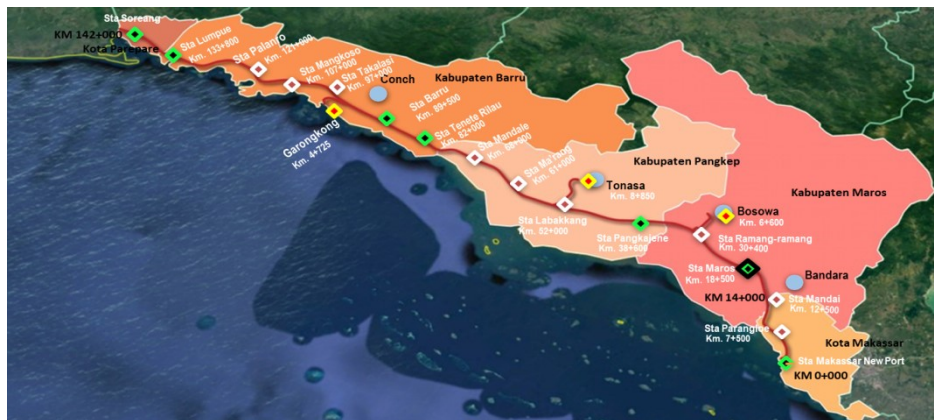 Sta Soreang
KM 142+000
Kota Parepare
Sta Lumpue
Km. 133+800
Sta Palanro
Km. 121+000
Sta Mangkoso
Km. 107+000
Sta Takalasi
Km. 97+000
Conch
Kabupaten Barru
Sta Barru
Km. 89+500
Garongkong
Km. 4+725
Sta Tenete Rilau
Km. 82+000
Sta Mandale
Km. 68+000
Sta Ma'rang
Km. 61+000
Kabupaten Pangkep
Tonasa
Km. 8+850
Kabupaten Maros
Sta Labakkang
Km. 52+000
Bosowa
Km. 6+600
Sta Pangkajene
Km. 38+600
Sta Ramang-ramang
Km. 30+400
Sta Maros
Km. 18+500
Bandara
KM 14+000
Sta Mandai
Km. 12+500
Sta Parangloe
Km. 7+500
Kota Makassar
Sta Makassar New Port
KM 0+000